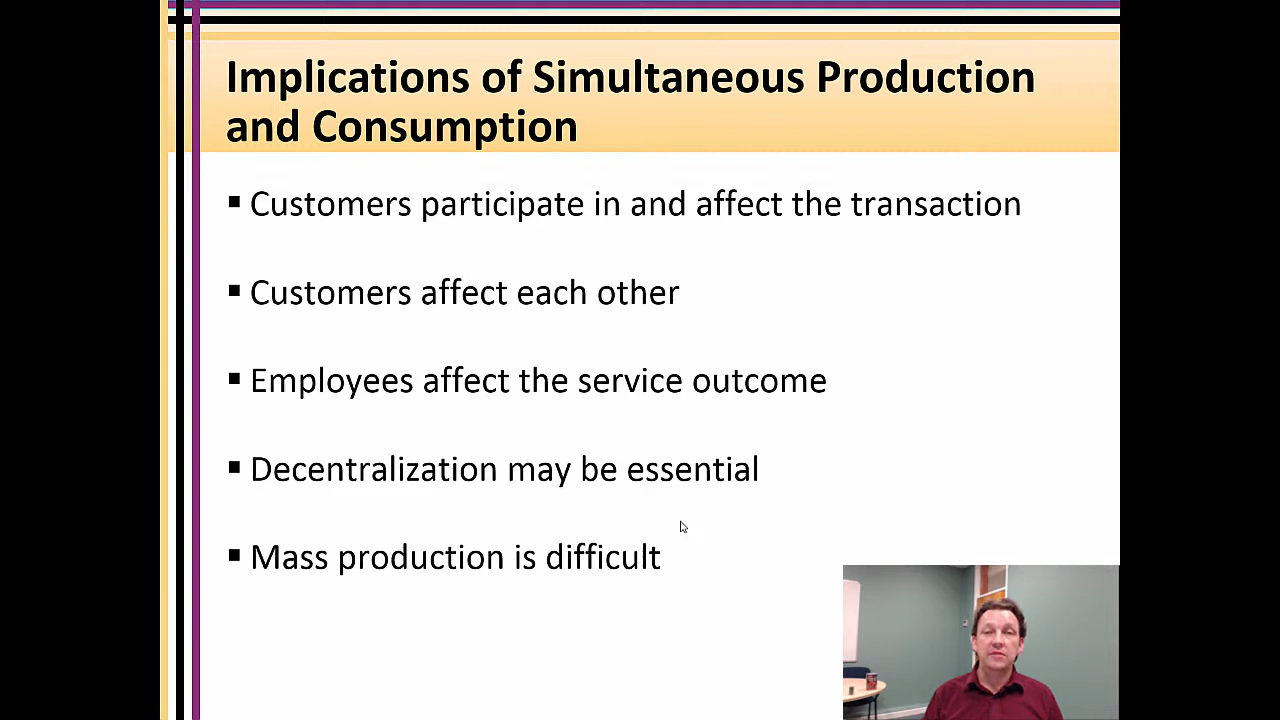 Implications of Simultaneous Production
and Consumption
▪ Customers participate in and affect the transaction
▪ Customers affect each other
▪ Employees affect the service outcome
▪ Decentralization may be essential
▪ Mass production is difficult